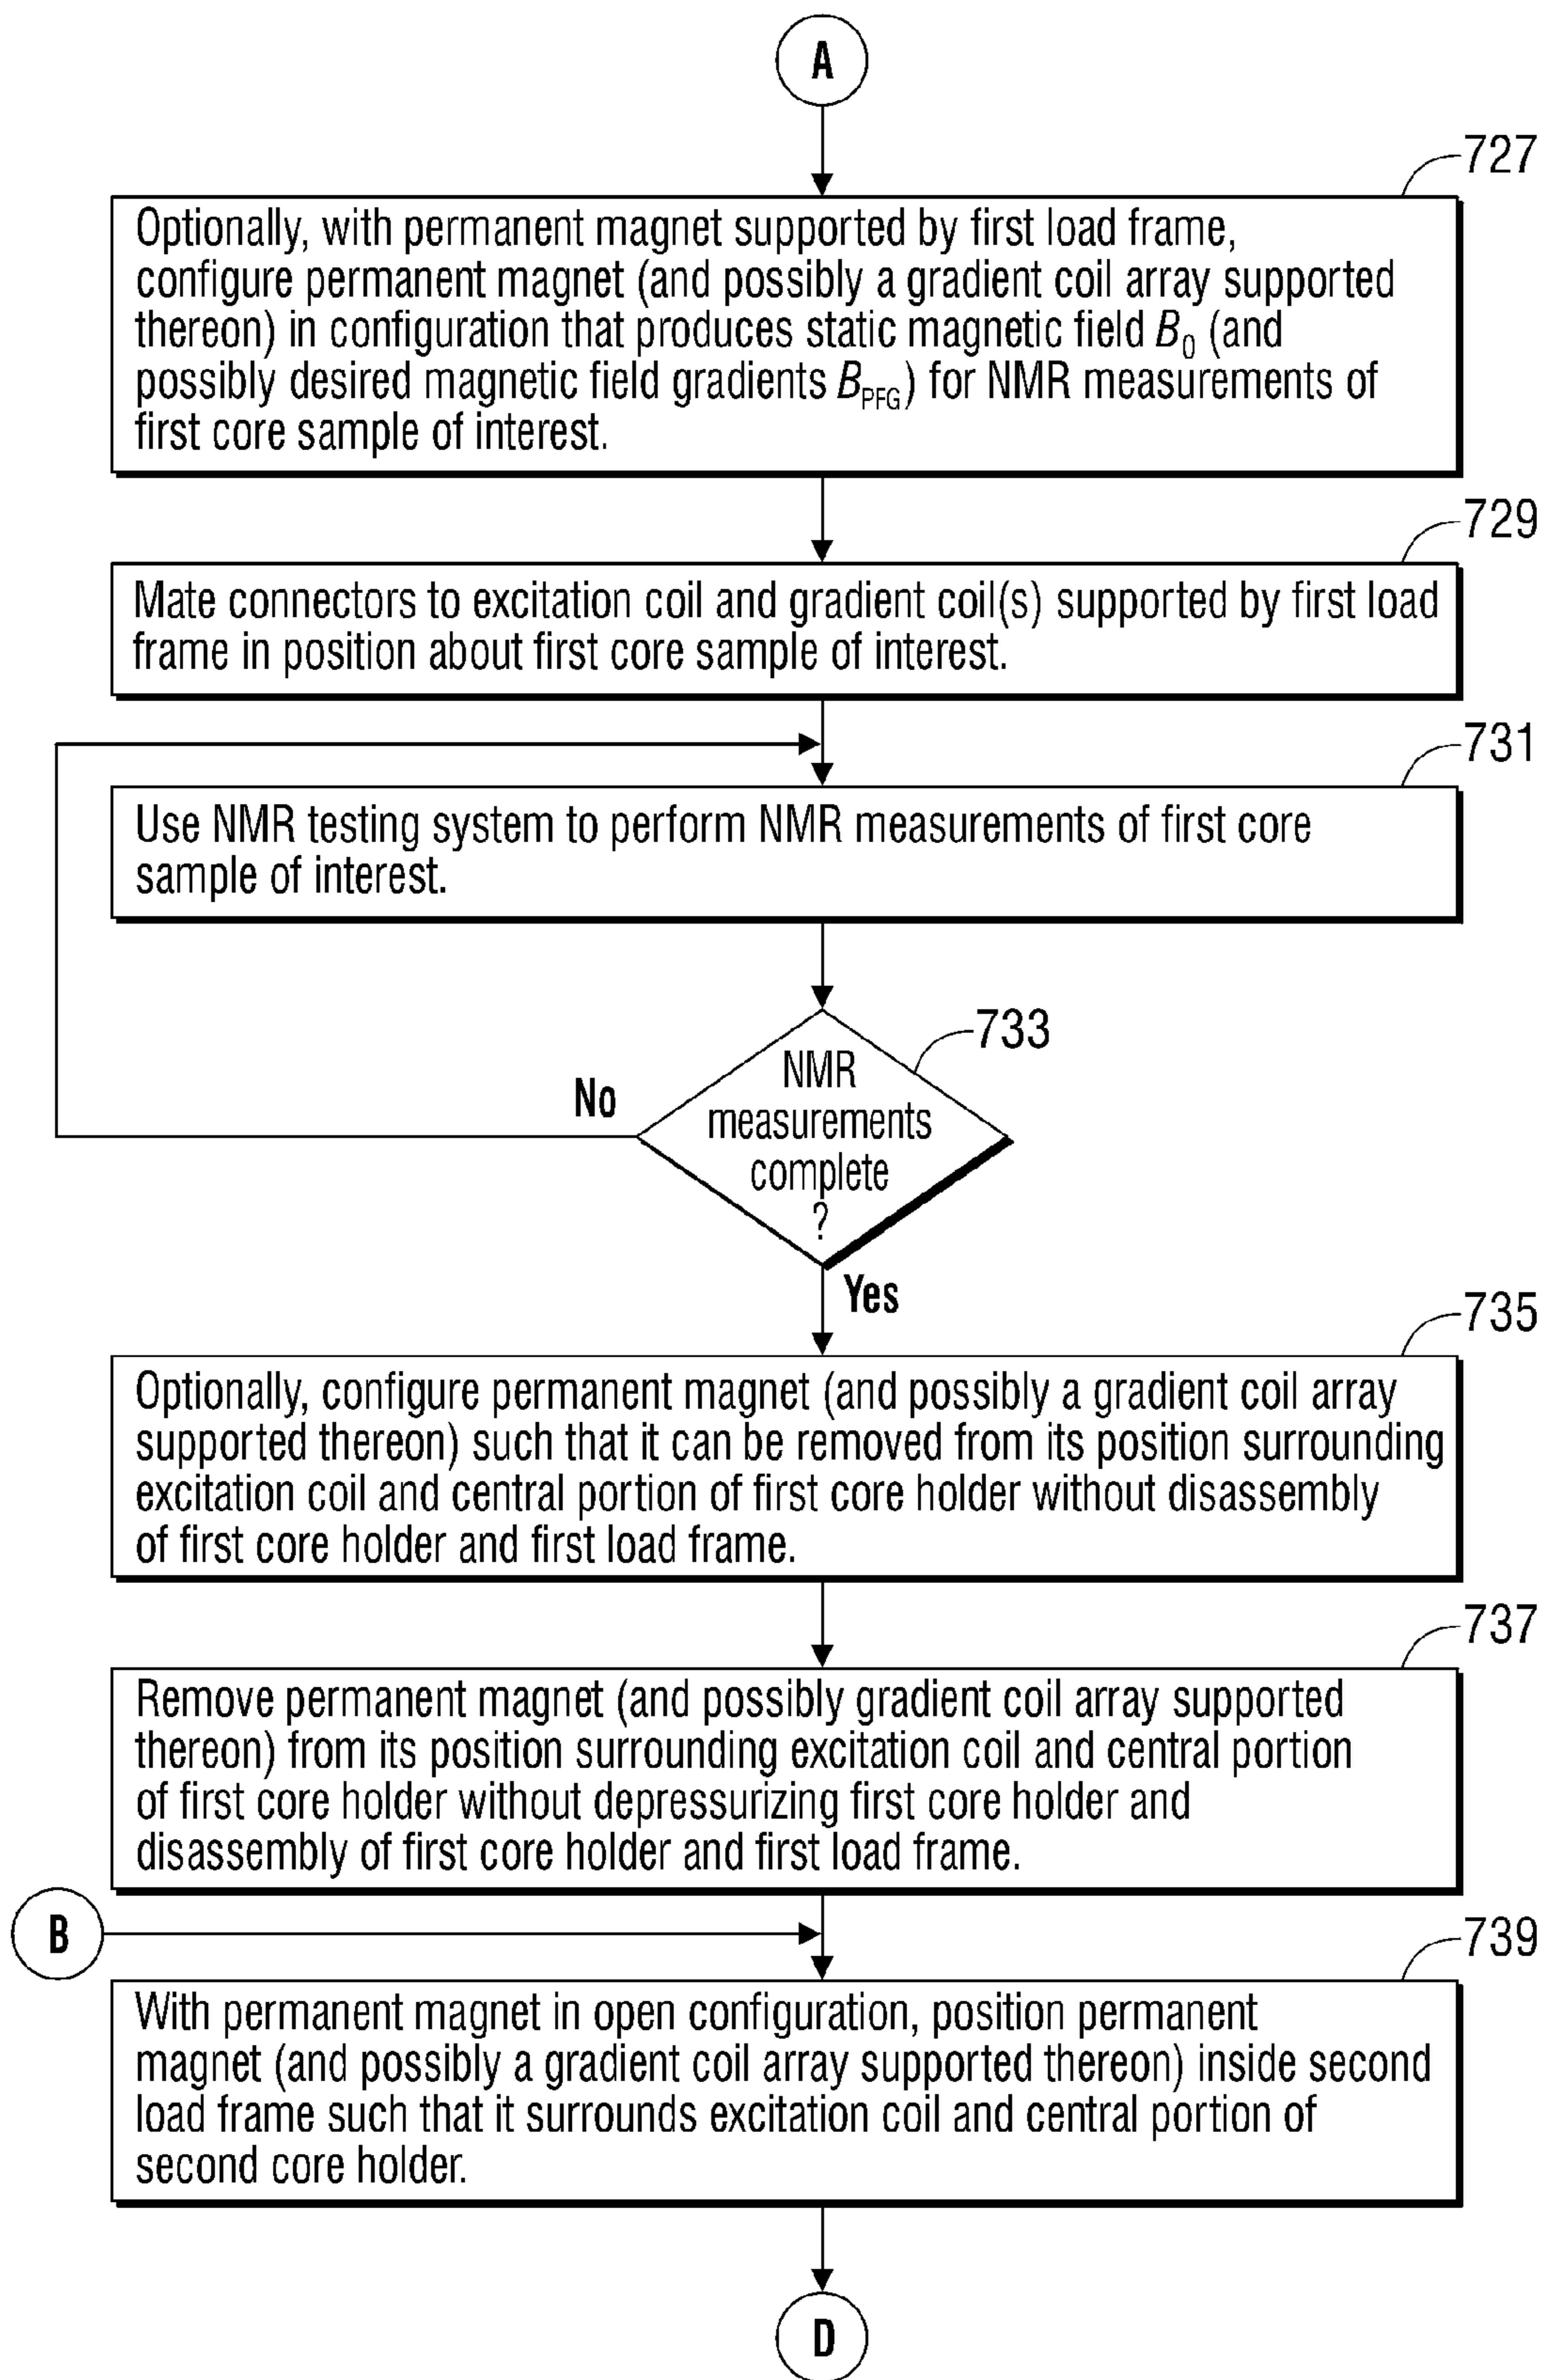 A
727
Optionally, with permanent magnet supported by first load frame,
configure permanent magnet (and possibly a gradient coil array supported
thereon) in configuration that produces static magnetic field B0 (and
possibly desired magnetic field gradients BPFG) for NMR measurements of
first core sample of interest.
729
Mate connectors to excitation coil and gradient coil(s) supported by first load
frame in position about first core sample of interest.
731
Use NMR testing system to perform NMR measurements of first core
sample of interest.
733
NMR
measurements
complete
?
No
Yes
735
Optionally, configure permanent magnet (and possibly a gradient coil array
supported thereon) such that it can be removed from its position surrounding
excitation coil and central portion of first core holder without disassembly
of first core holder and first load frame.
737
Remove permanent magnet (and possibly gradient coil array supported
thereon) from its position surrounding excitation coil and central portion
of first core holder without depressurizing first core holder and
disassembly of first core holder and first load frame.
B
739
With permanent magnet in open configuration, position permanent
magnet (and possibly a gradient coil array supported thereon) inside second
load frame such that it surrounds excitation coil and central portion of
second core holder.
D